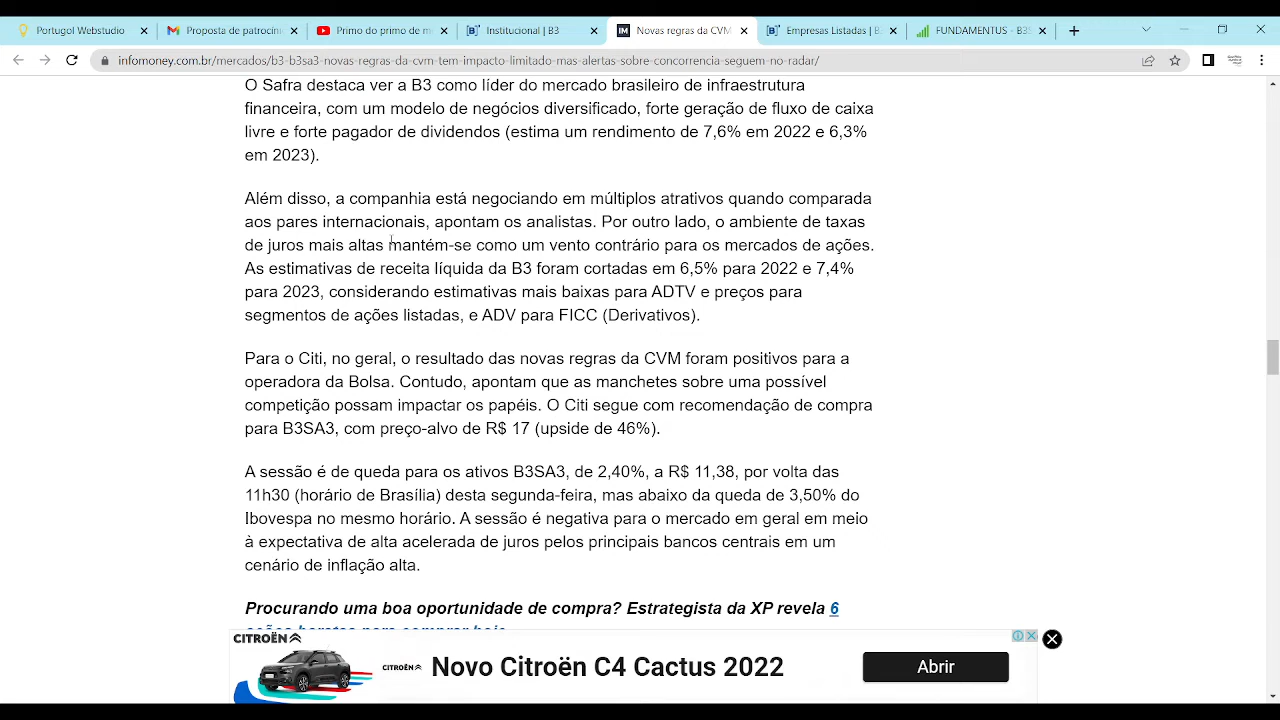 Portugol Webstudio
Proposta de patrocíne
Primo do primo de m
Institucional | B3
Novas regras da CVM
Empresas Listadas | B
FUNDAMENTUS - B3S
infomoney.com.br/mercados/b3-b3sa3-novas-regras-da-cvm-tem-impacto-limitado-mas-alertas-sobre-concorrencia-seguem-no-radar/
O Safra destaca ver a B3 como líder do mercado brasileiro de infraestrutura
financeira, com um modelo de negócios diversificado, forte geração de fluxo de caixa
livre e forte pagador de dividendos (estima um rendimento de 7,6% em 2022 e 6,3%
em 2023).
Além disso, a companhia está negociando em múltiplos atrativos quando comparada
aos pares internacionais, apontam os analistas. Por outro lado, o ambiente de taxas
de juros mais altas mantém-se como um vento contrário para os mercados de ações.
As estimativas de receita líquida da B3 foram cortadas em 6,5% para 2022 e 7,4%
para 2023, considerando estimativas mais baixas para ADTV e preços para
segmentos de ações listadas, e ADV para FICC (Derivativos).
Para o Citi, no geral, o resultado das novas regras da CVM foram positivos para a
operadora da Bolsa. Contudo, apontam que as manchetes sobre uma possível
competição possam impactar os papéis. O Citi segue com recomendação de compra
para B3SA3, com preço-alvo de R$ 17 (upside de 46%).
A sessão é de queda para os ativos B3SA3, de 2,40%, a R$ 11,38, por volta das
11h30 (horário de Brasília) desta segunda-feira, mas abaixo da queda de 3,50% do
Ibovespa no mesmo horário. A sessão é negativa para o mercado em geral em meio
à expectativa de alta acelerada de juros pelos principais bancos centrais em um
cenário de inflação alta.
Procurando uma boa oportunidade de compra? Estrategista da XP revela 6
ações baratas para comprar hoje
CITROËN
CITROËN
Novo Citroën C4 Cactus 2022
Abrir